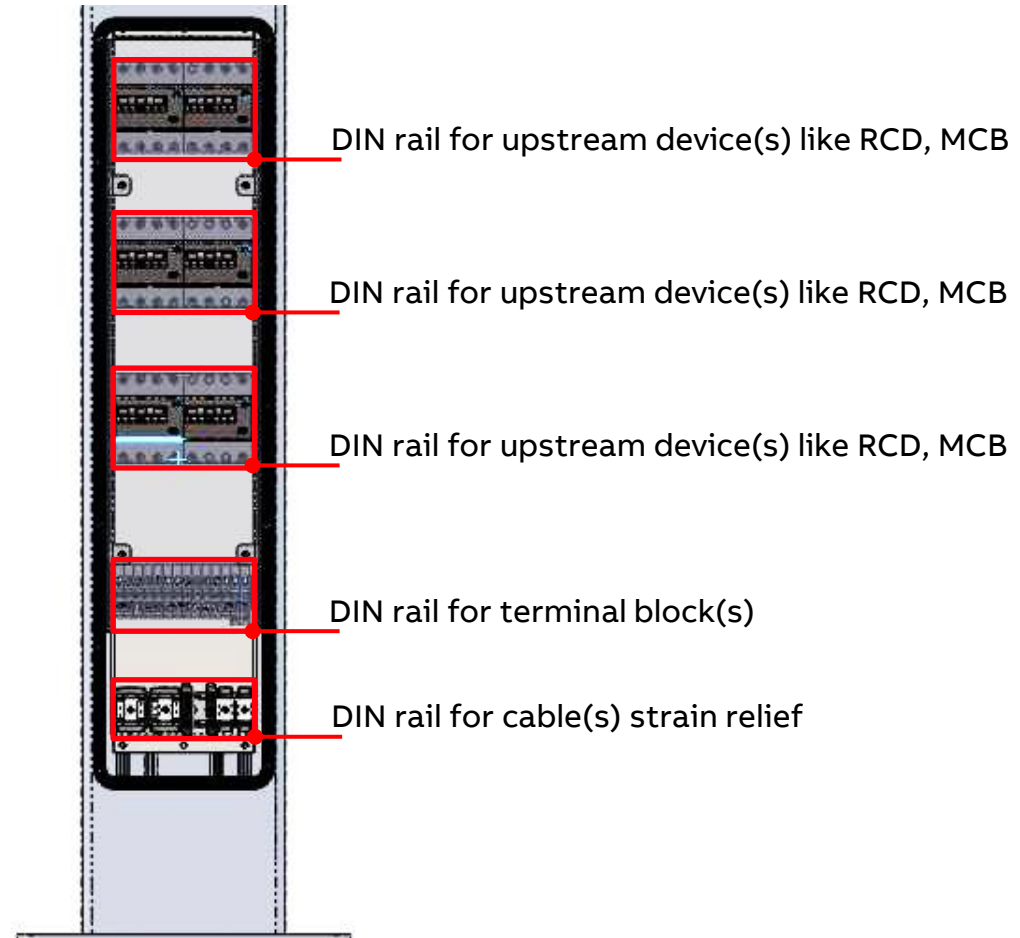 DIN rail for upstream device(s) like RCD, MCB
DIN rail for upstream device(s) like RCD, MCB
DIN rail for upstream device(s) like RCD, MCB
DIN rail for terminal block(s)
DIN rail for cable(s) strain relief